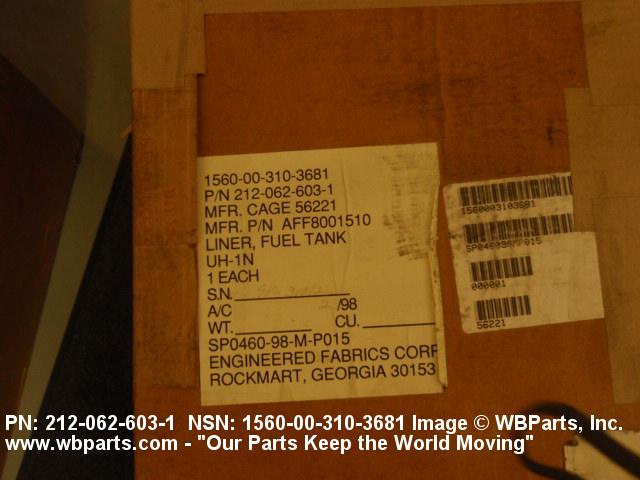 1560-00-310-3681
P/N 212-062-603-1
MFR. CAGE 56221
MFR. P/N AFF8001510
LINER, FUEL TANK
UH-1N
1 EACH
S.N.
A/C /98
WT. CU.
SP0460-98-M-P015
ENGINEERED FABRICS CORP
ROCKMART, GEORGIA 30153
1560003103681
000001
56221
PN: 212-062-603-1 NSN: 1560-00-310-3681 Image © WBParts, Inc.
www.wbparts.com - "Our Parts Keep the World Moving"